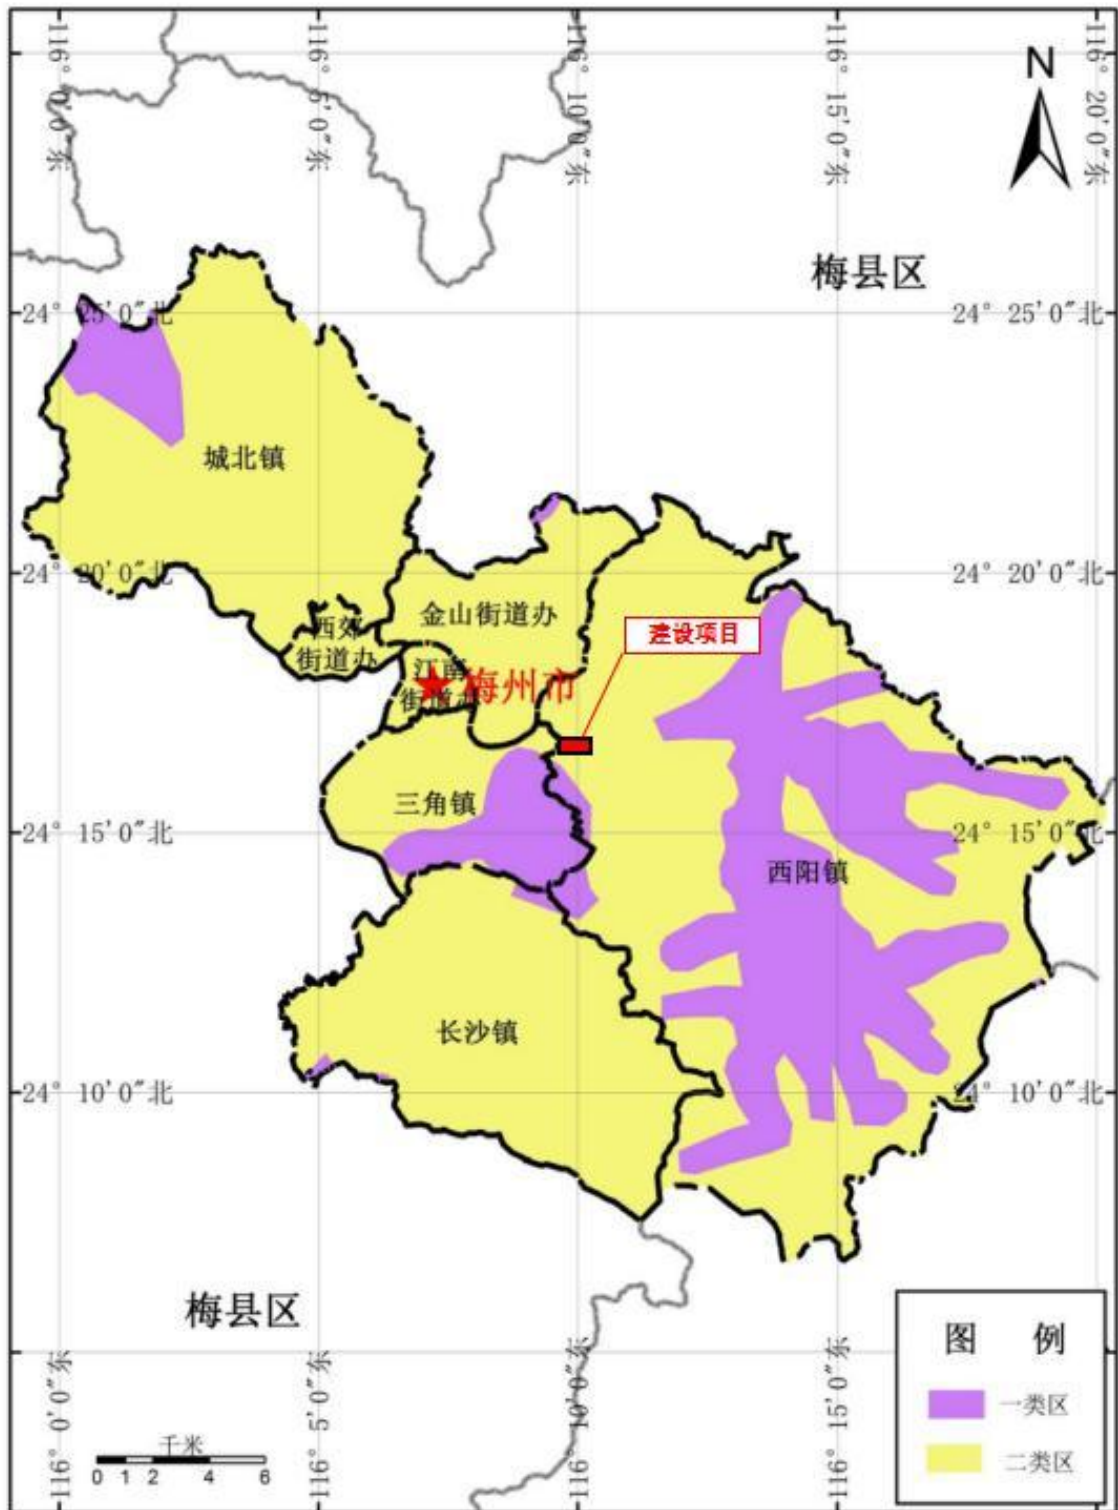 116° 0'0"东
116° 5'0"东
116° 10'0"东
116° 15'0"东
116° 20'0"东
N
梅县区
24° 25'0"北
24° 25'0"北
城北镇
24° 20'0"北
24° 20'0"北
金山街道办
西郊
街道办
建设项目
江南
街道办
梅州市
三角镇
24° 15'0"北
24° 15'0"北
西阳镇
长沙镇
24° 10'0"北
24° 10'0"北
梅县区
图 例
一类区
二类区
千米
0 1 2 4 6
116° 0'0"东
116° 5'0"东
116° 10'0"东
116° 15'0"东